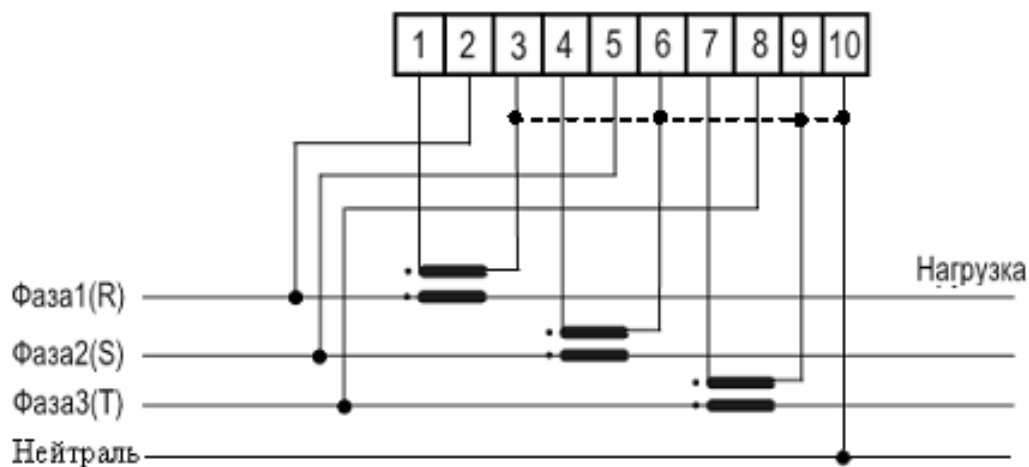 1 2 3 4 5 6 7 8 9 10
Нагрузка
Фаза1(R)
Фаза2(S)
Фаза3(T)
Нейтраль